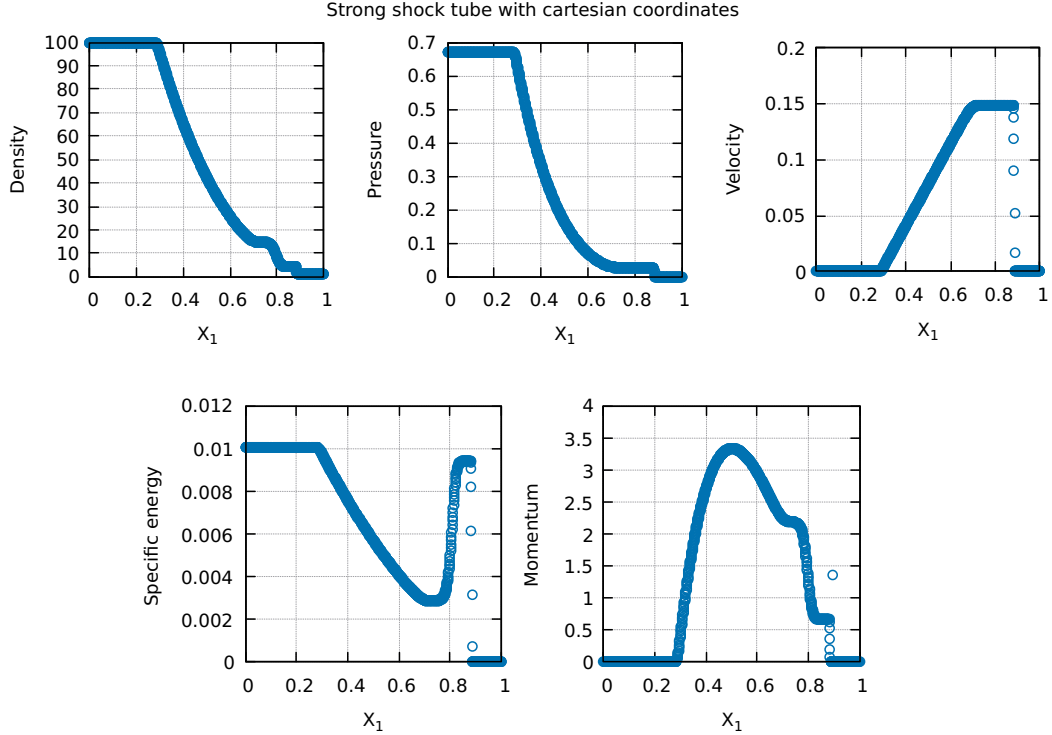 Strong shock tube with cartesian coordinates
Density
100
90
80
70
60
50
40
30
20
10
0
0 0.2 0.4 0.6 0.8 1
X1
Pressure
0.7
0.6
0.5
0.4
0.3
0.2
0.1
0
0 0.2 0.4 0.6 0.8 1
X1
Velocity
0.2
0.15
0.1
0.05
0
0 0.2 0.4 0.6 0.8 1
X1
Specific energy
0.012
0.01
0.008
0.006
0.004
0.002
0
0 0.2 0.4 0.6 0.8 1
X1
Momentum
4
3.5
3
2.5
2
1.5
1
0.5
0
0 0.2 0.4 0.6 0.8 1
X1